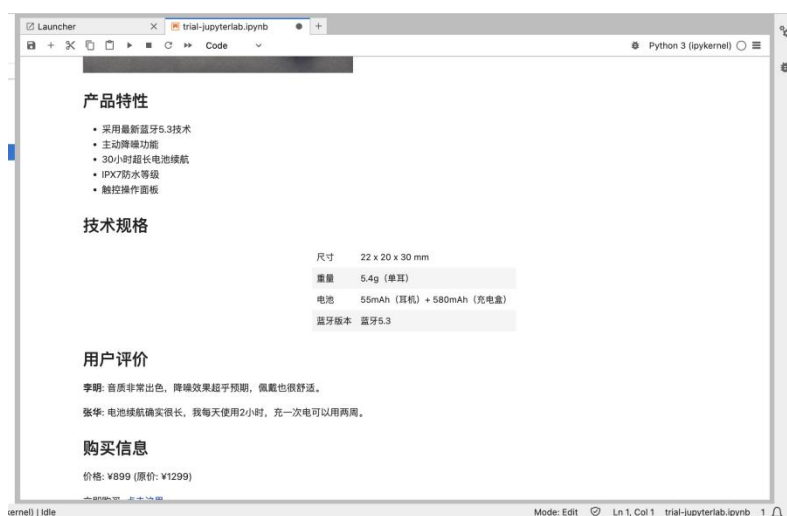 Launcher
trial-jupyterlab.ipynb
Code
Python 3 (ipykernel)
产品特性
采用最新蓝牙5.3技术
主动降噪功能
30小时超长电池续航
IPX7防水等级
触控操作面板
技术规格
尺寸 22 x 20 x 30 mm
重量 5.4g（单耳）
电池 55mAh（耳机）+ 580mAh（充电盒）
蓝牙版本 蓝牙5.3
用户评价
李明: 音质非常出色，降噪效果超乎预期，佩戴也很舒适。
张华: 电池续航确实很长，我每天使用2小时，充一次电可以用两周。
购买信息
价格: ¥899 (原价: ¥1299)
ernel) | Idle Mode: Edit Ln 1, Col 1 trial-jupyterlab.ipynb 1